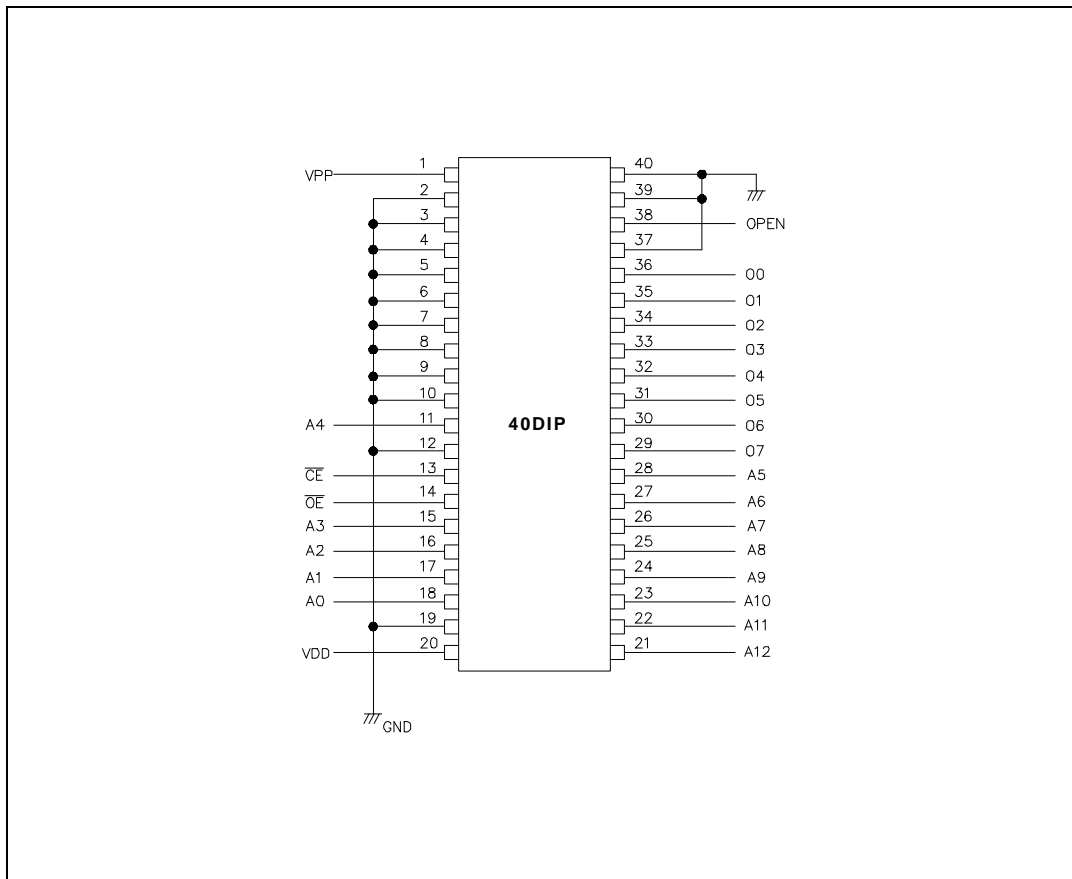 VPP 1 40
2 39
3 38 OPEN
4 37
5 36 O0
6 35 O1
7 34 O2
8 33 O3
9 32 O4
10 31 O5
A4 11 40DIP 30 O6
12 29 O7
C̅E̅ 13 28 A5
O̅E̅ 14 27 A6
A3 15 26 A7
A2 16 25 A8
A1 17 24 A9
A0 18 23 A10
19 22 A11
VDD 20 21 A12
GND